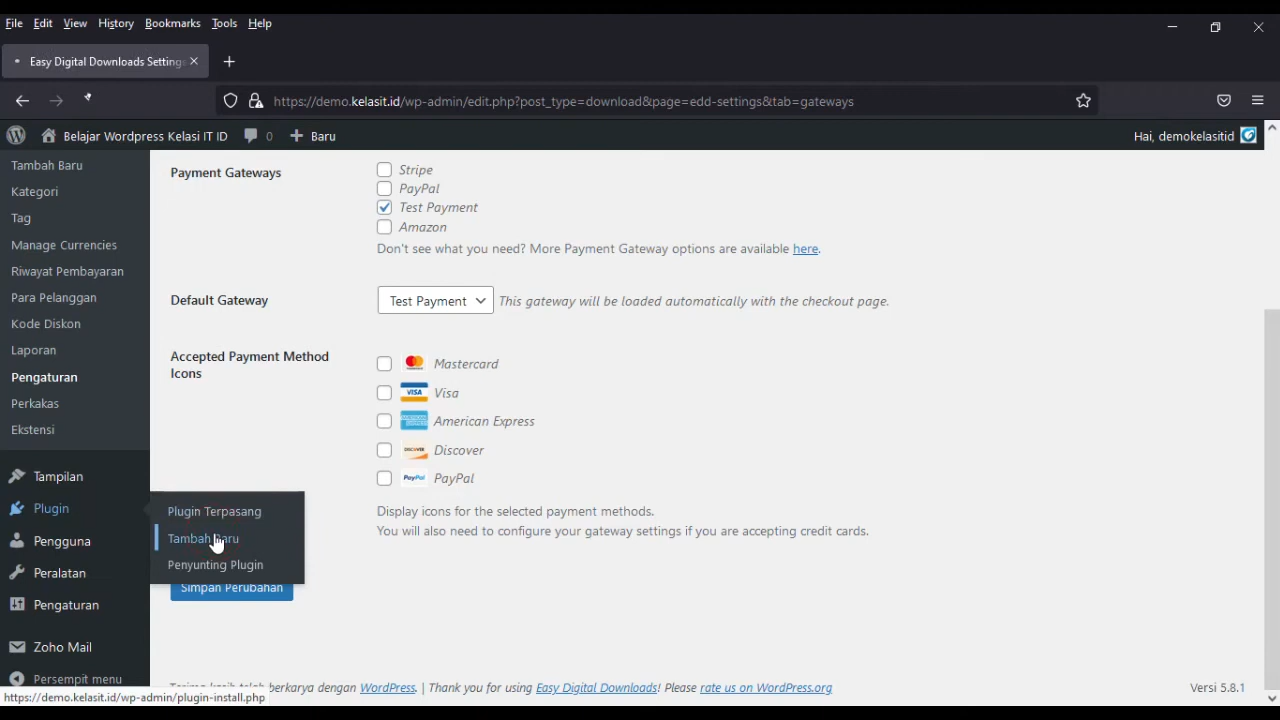 File Edit View History Bookmarks Tools Help
Easy Digital Downloads Settings
https://demo.kelasit.id/wp-admin/edit.php?post_type=download&page=edd-settings&tab=gateways
Belajar Wordpress Kelasi IT ID 0 Baru Hai, demokelasitid
Tambah Baru
Kategori
Tag
Manage Currencies
Riwayat Pembayaran
Para Pelanggan
Kode Diskon
Laporan
Pengaturan
Perkakas
Ekstensi
Tampilan
Plugin
Pengguna
Peralatan
Pengaturan
Zoho Mail
Persempit menu
Plugin Terpasang
Tambah Baru
Penyunting Plugin
Payment Gateways
Stripe
PayPal
Test Payment
Amazon
Don't see what you need? More Payment Gateway options are available here.
Default Gateway
Test Payment This gateway will be loaded automatically with the checkout page.
Accepted Payment Method
Icons
Mastercard
VISA Visa
American Express
DISCOVER Discover
PayPal PayPal
Display icons for the selected payment methods.
You will also need to configure your gateway settings if you are accepting credit cards.
Simpan Perubahan
Terima kasih telah berkarya dengan WordPress. | Thank you for using Easy Digital Downloads! Please rate us on WordPress.org Versi 5.8.1
https://demo.kelasit.id/wp-admin/plugin-install.php